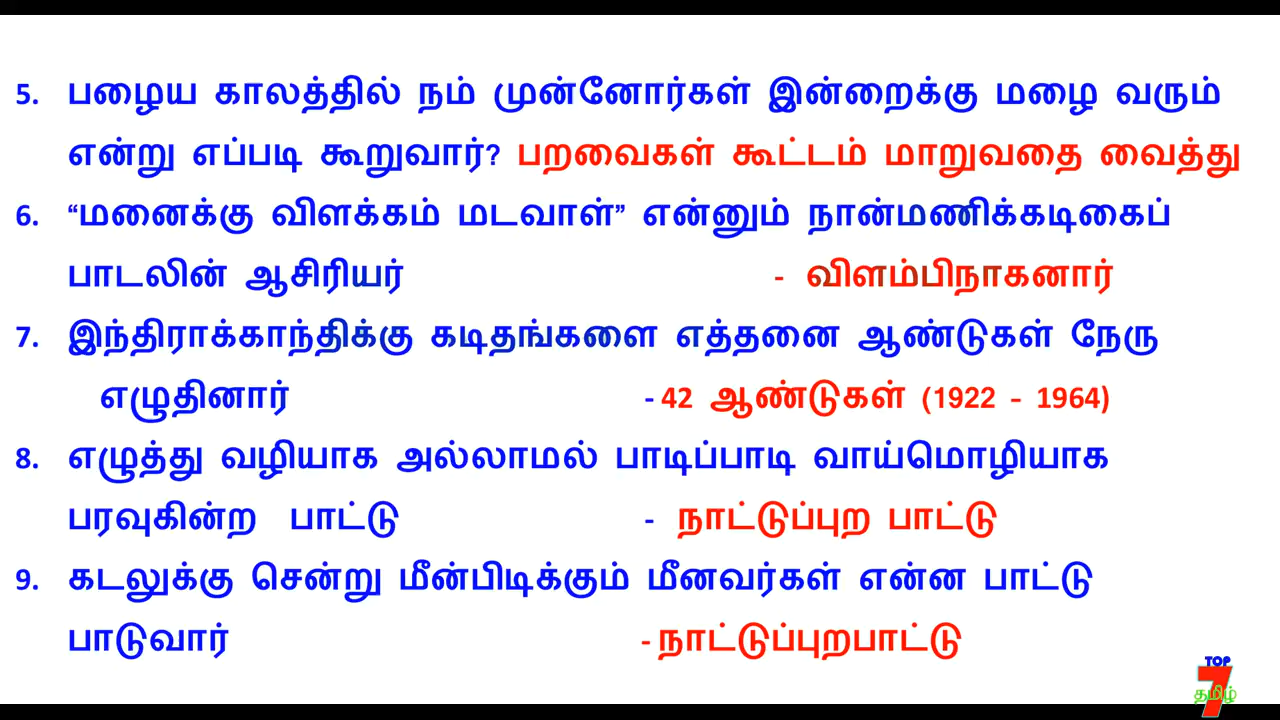 5. பழைய காலத்தில் நம் முன்னோர்கள் இன்றைக்கு மழை வரும்
என்று எப்படி கூறுவார்? பறவைகள் கூட்டம் மாறுவதை வைத்து
6. “மனைக்கு விளக்கம் மடவாள்” என்னும் நான்மணிக்கடிகைப்
பாடலின் ஆசிரியர் - விளம்பிநாகனார்
7. இந்திராக்காந்திக்கு கடிதங்களை எத்தனை ஆண்டுகள் நேரு
எழுதினார் - 42 ஆண்டுகள் (1922 - 1964)
8. எழுத்து வழியாக அல்லாமல் பாடிப்பாடி வாய்மொழியாக
பரவுகின்ற பாட்டு - நாட்டுப்புற பாட்டு
9. கடலுக்கு சென்று மீன்பிடிக்கும் மீனவர்கள் என்ன பாட்டு
பாடுவார் - நாட்டுப்புறபாட்டு
TOP
7
தமிழ்